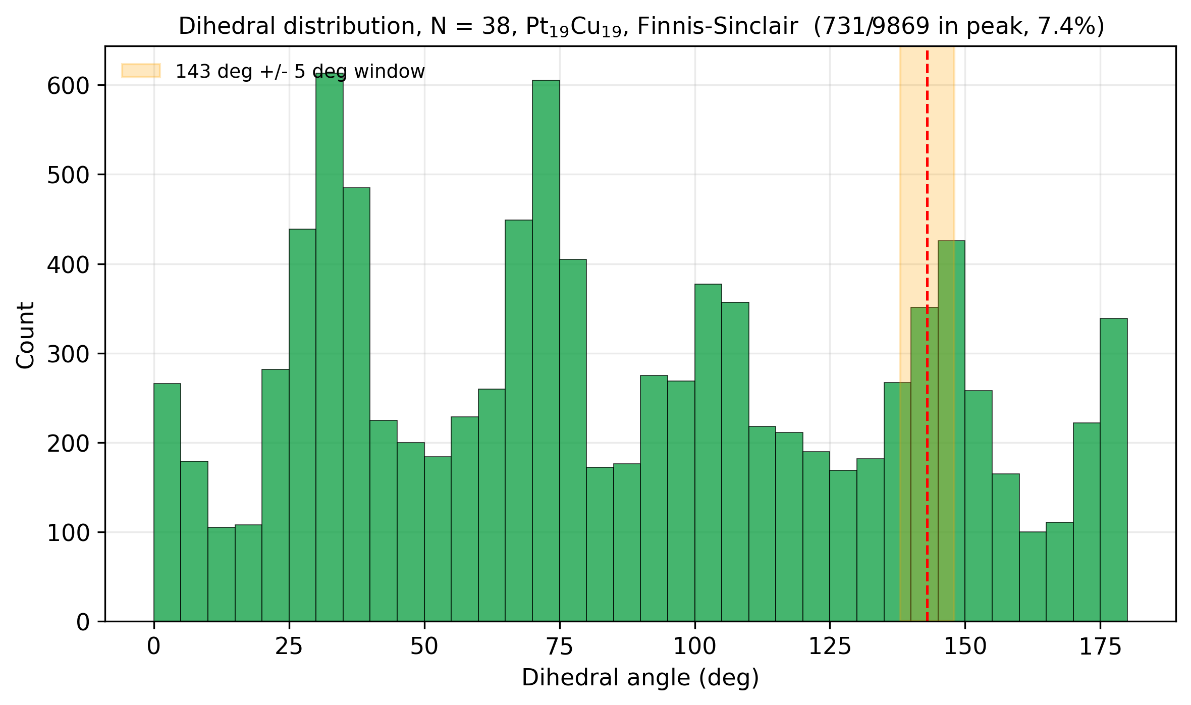 Dihedral distribution, N = 38, Pt₁₉Cu₁₉, Finnis-Sinclair (731/9869 in peak, 7.4%)
143 deg +/- 5 deg window
600
500
400
300
200
100
0
Count
0 25 50 75 100 125 150 175
Dihedral angle (deg)